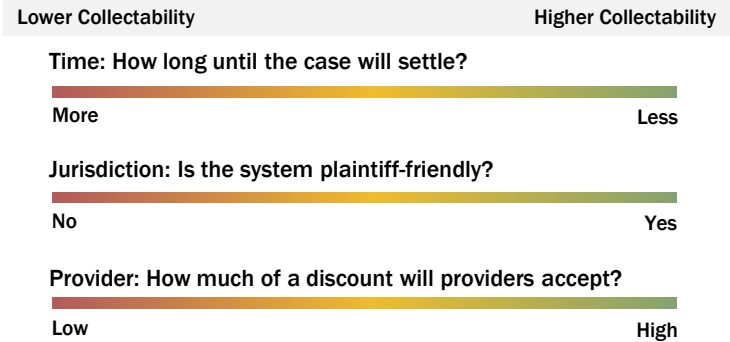 Lower Collectability Higher Collectability
Time: How long until the case will settle?
More Less
Jurisdiction: Is the system plaintiff-friendly?
No Yes
Provider: How much of a discount will providers accept?
Low High